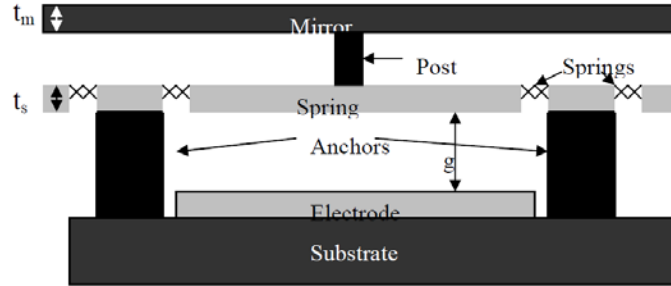 tm
Mirror
Post
Springs
ts
Spring
Anchors
g
Electrode
Substrate